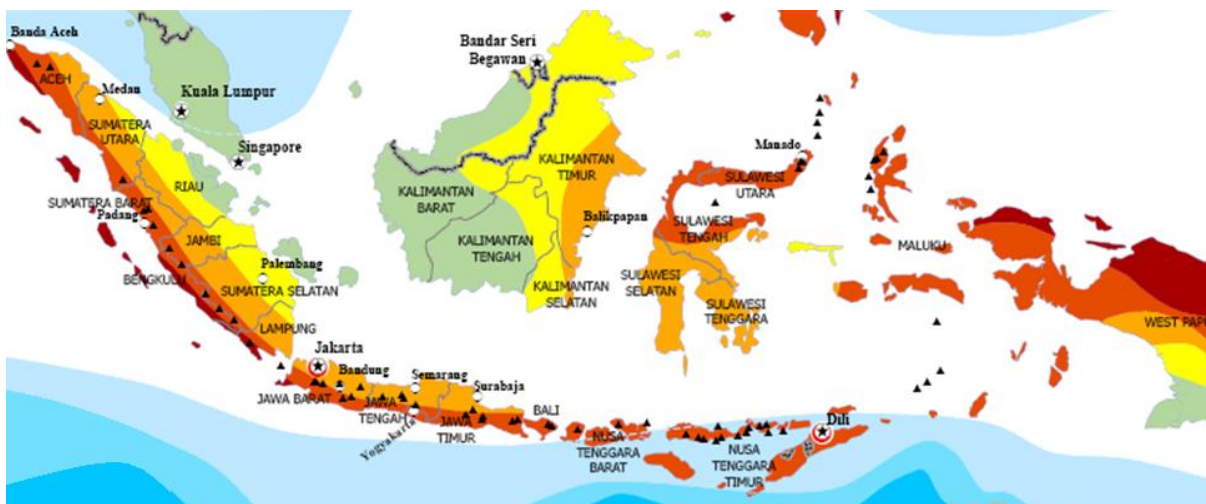 Banda Aceh
ACEH
Medan
SUMATERA
UTARA
Kuala Lumpur
Singapore
RIAU
SUMATERA BARAT
Padang
JAMBI
BENGKULU
Palembang
SUMATERA SELATAN
LAMPUNG
Bandar Seri
Begawan
KALIMANTAN
TIMUR
KALIMANTAN
BARAT
Balikpapan
KALIMANTAN
TENGAH
KALIMANTAN
SELATAN
Manado
SULAWESI
UTARA
SULAWESI
TENGAH
MALUKU
SULAWESI
SELATAN
SULAWESI
TENGGARA
WEST PAP
Jakarta
Bandung
Semarang
Surabaja
JAWA BARAT
JAWA
TENGAH
Yogyakarta
JAWA
TIMUR
BALI
NUSA
TENGGARA
BARAT
NUSA
TENGGARA
TIMUR
Dili